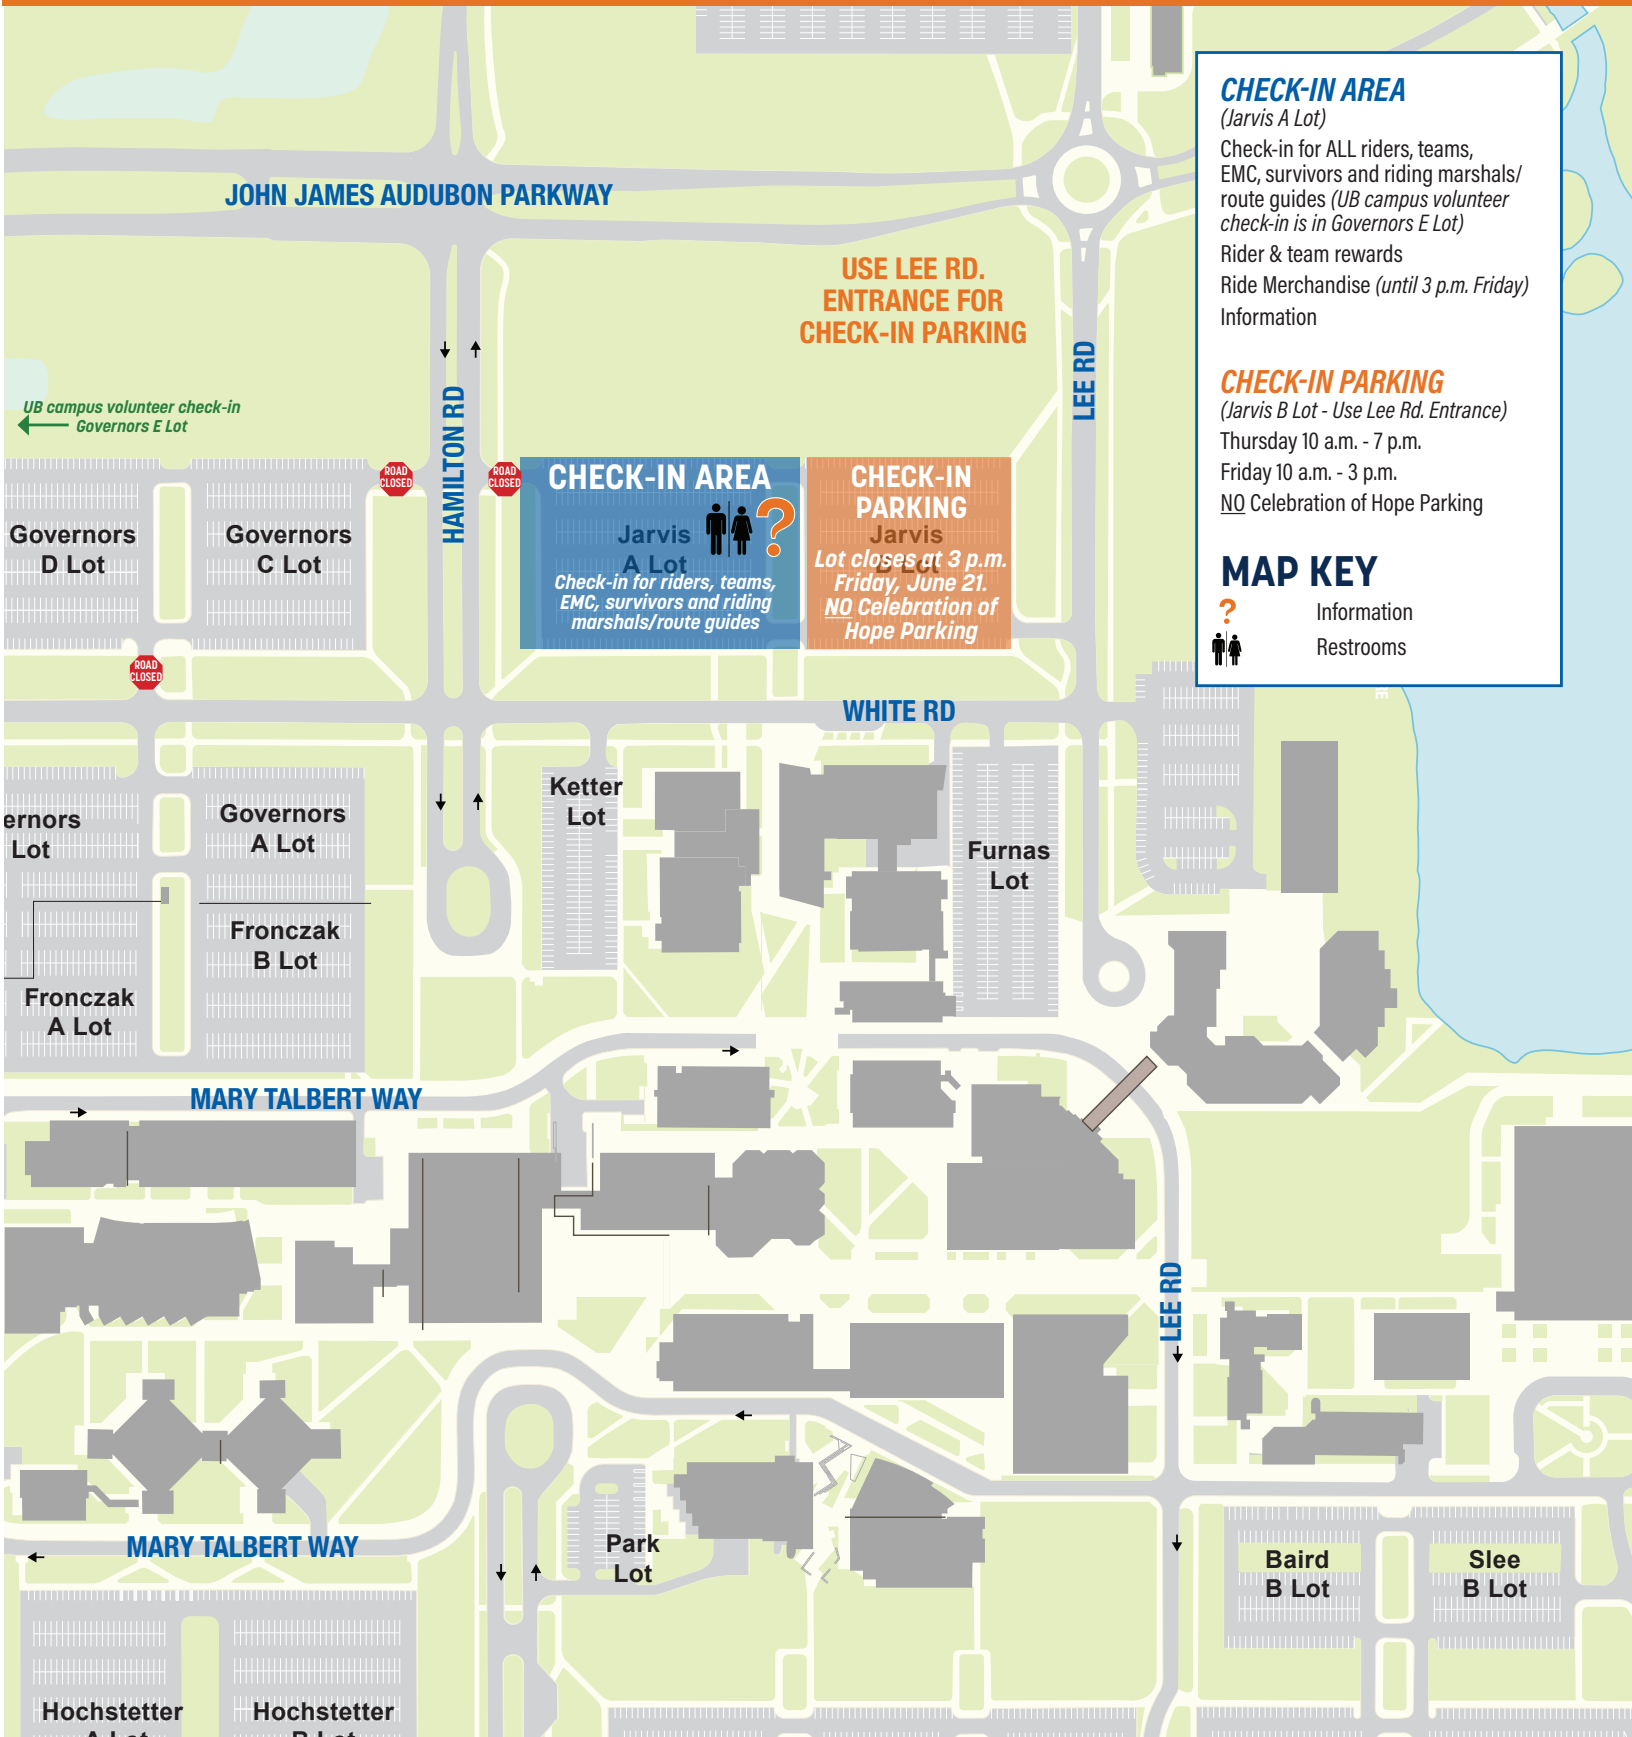 JOHN JAMES AUDUBON PARKWAY
USE LEE RD.
ENTRANCE FOR
CHECK-IN PARKING
LEE RD
HAMILTON RD
UB campus volunteer check-in
Governors E Lot
CHECK-IN AREA
(Jarvis A Lot)
Check-in for ALL riders, teams,
EMC, survivors and riding marshals/
route guides (UB campus volunteer
check-in is in Governors E Lot)
Rider & team rewards
Ride Merchandise (until 3 p.m. Friday)
Information
CHECK-IN PARKING
(Jarvis B Lot - Use Lee Rd. Entrance)
Thursday 10 a.m. - 7 p.m.
Friday 10 a.m. - 3 p.m.
NO Celebration of Hope Parking
MAP KEY
? Information
Restrooms
ROAD
CLOSED
ROAD
CLOSED
Governors
D Lot
Governors
C Lot
CHECK-IN AREA
Jarvis
A Lot
?
Check-in for riders, teams,
EMC, survivors and riding
marshals/route guides
CHECK-IN
PARKING
Jarvis
B Lot
Lot closes at 3 p.m.
Friday, June 21.
NO Celebration of
Hope Parking
ROAD
CLOSED
WHITE RD
ernors
Lot
Governors
A Lot
Ketter
Lot
Furnas
Lot
Fronczak
B Lot
Fronczak
A Lot
MARY TALBERT WAY
LEE RD
MARY TALBERT WAY
Park
Lot
Baird
B Lot
Slee
B Lot
Hochstetter
A Lot
Hochstetter
B Lot